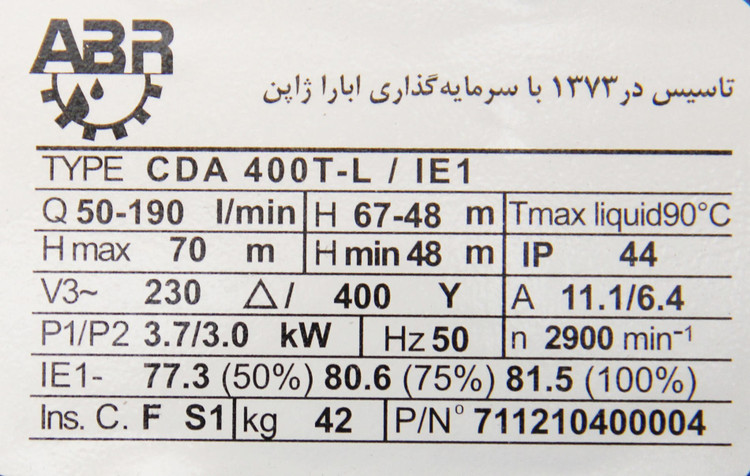 ABR
تاسیس در ۱۳۷۳ با سرمایه گذاری ابارا ژاپن
TYPE CDA 400T-L / IE1
Q 50-190 l/min H 67-48 m Tmax liquid90°C
H max 70 m H min 48 m IP 44
V3~ 230 △/ 400 Y A 11.1/6.4
P1/P2 3.7/3.0 kW Hz 50 n 2900 min⁻¹
IE1- 77.3 (50%) 80.6 (75%) 81.5 (100%)
Ins. C. F S1 kg 42 P/N° 711210400004